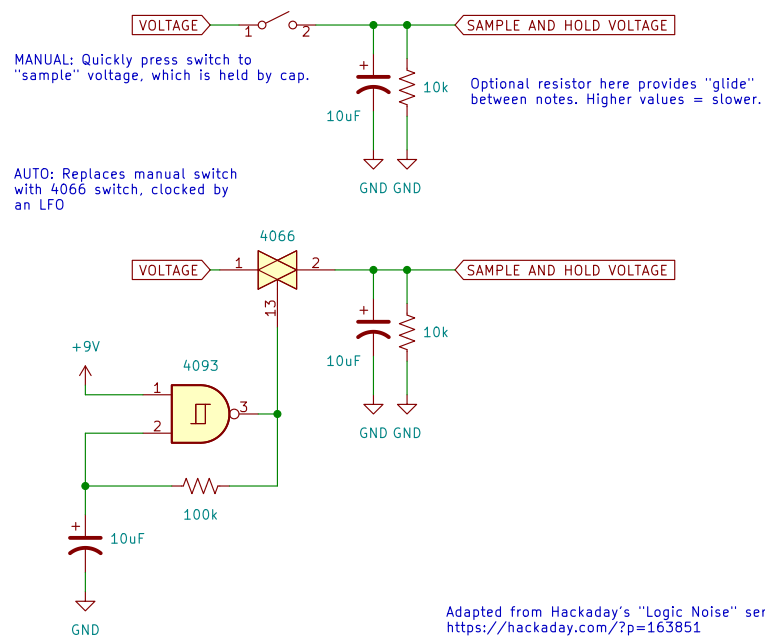 VOLTAGE 1 2 SAMPLE AND HOLD VOLTAGE
MANUAL: Quickly press switch to
"sample" voltage, which is held by cap.
+ 10k
10uF
Optional resistor here provides "glide"
between notes. Higher values = slower.
GND GND
AUTO: Replaces manual switch
with 4066 switch, clocked by
an LFO
4066
VOLTAGE 1 2 SAMPLE AND HOLD VOLTAGE
13
+ 10k
10uF
+9V
4093
1
3
2
GND GND
100k
+ 10uF
GND
Adapted from Hackaday's "Logic Noise"
https://hackaday.com/?p=163851